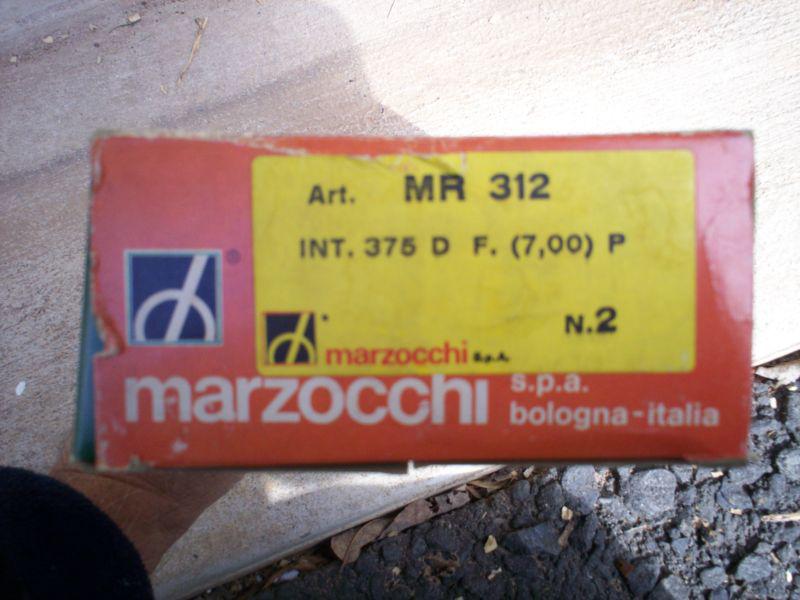 Art. MR 312
INT. 375 D F. (7,00) P
N.2
marzocchi S.p.A.
marzocchi s.p.a.
bologna-italia